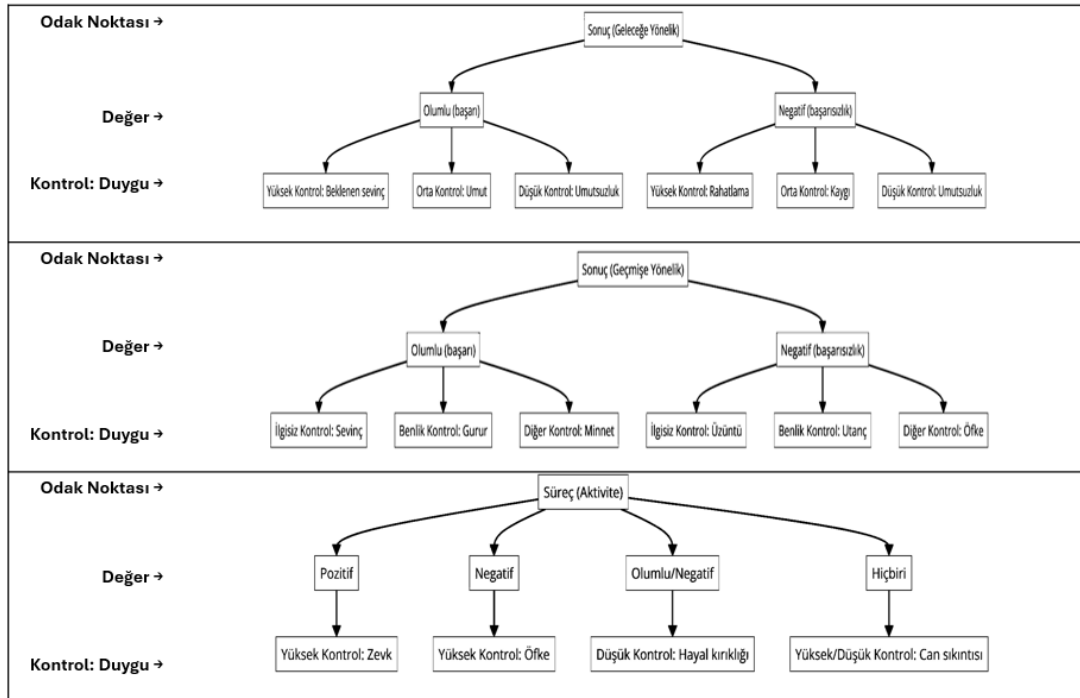 Odak Noktası →
Sonuç (Geleceğe Yönelik)
Değer →
Olumlu (başarı)
Negatif (başarısızlık)
Kontrol: Duygu →
Yüksek Kontrol: Beklenen sevinç
Orta Kontrol: Umut
Düşük Kontrol: Umutsuzluk
Yüksek Kontrol: Rahatlama
Orta Kontrol: Kaygı
Düşük Kontrol: Umutsuzluk
Odak Noktası →
Sonuç (Geçmişe Yönelik)
Değer →
Olumlu (başarı)
Negatif (başarısızlık)
Kontrol: Duygu →
İlgisiz Kontrol: Sevinç
Benlik Kontrol: Gurur
Diğer Kontrol: Minnet
İlgisiz Kontrol: Üzüntü
Benlik Kontrol: Utanç
Diğer Kontrol: Öfke
Odak Noktası →
Süreç (Aktivite)
Değer →
Pozitif
Negatif
Olumlu/Negatif
Hiçbiri
Kontrol: Duygu →
Yüksek Kontrol: Zevk
Yüksek Kontrol: Öfke
Düşük Kontrol: Hayal kırıklığı
Yüksek/Düşük Kontrol: Can sıkıntısı